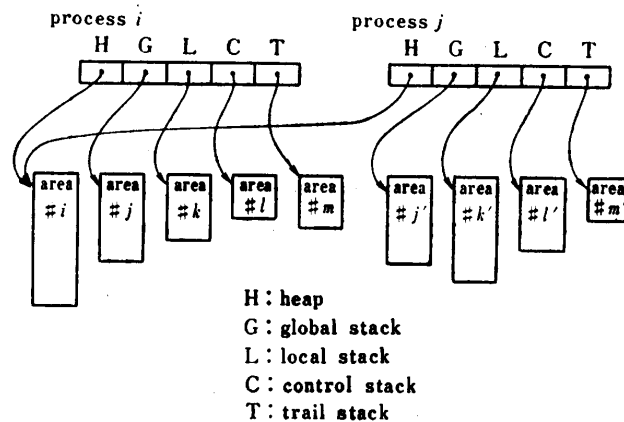 process i
process j
H G L C T
H G L C T
area #i
area #j
area #k
area #l
area #m
area #j′
area #k′
area #l′
area #m′
H : heap
G : global stack
L : local stack
C : control stack
T : trail stack